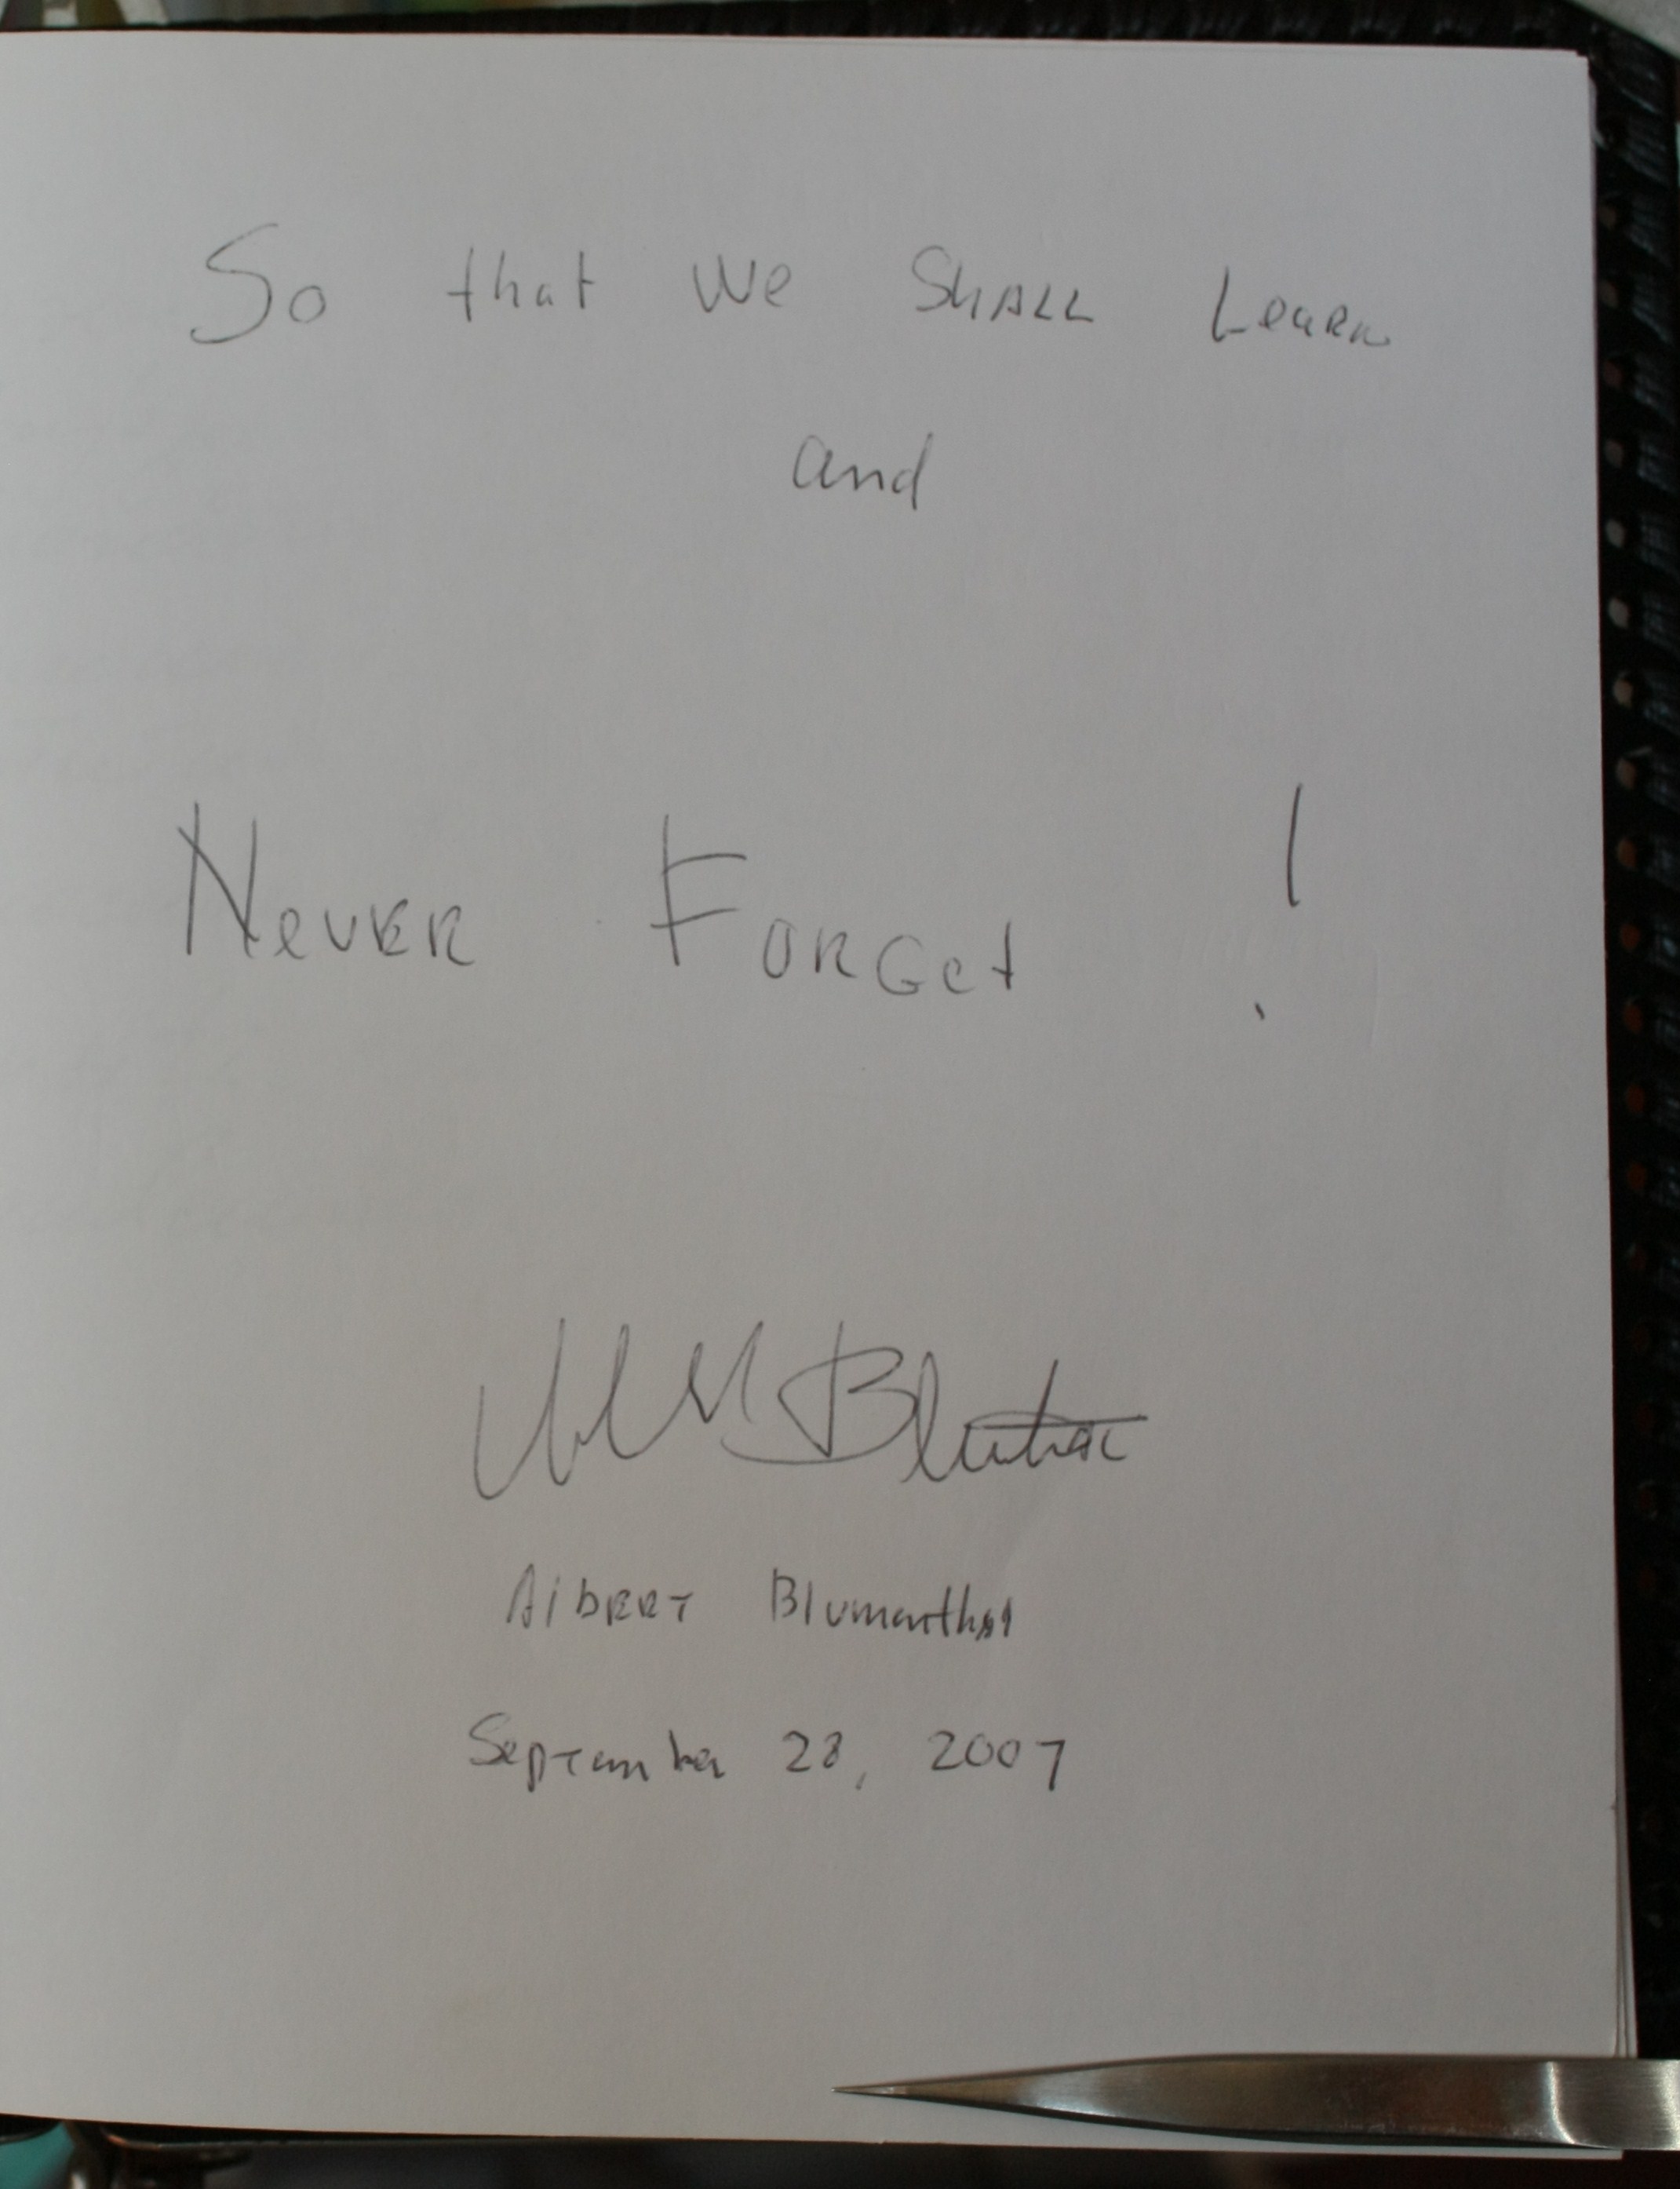 So that We SHALL Learn
and
Never Forget !
Albert Blumenthal
September 28, 2007